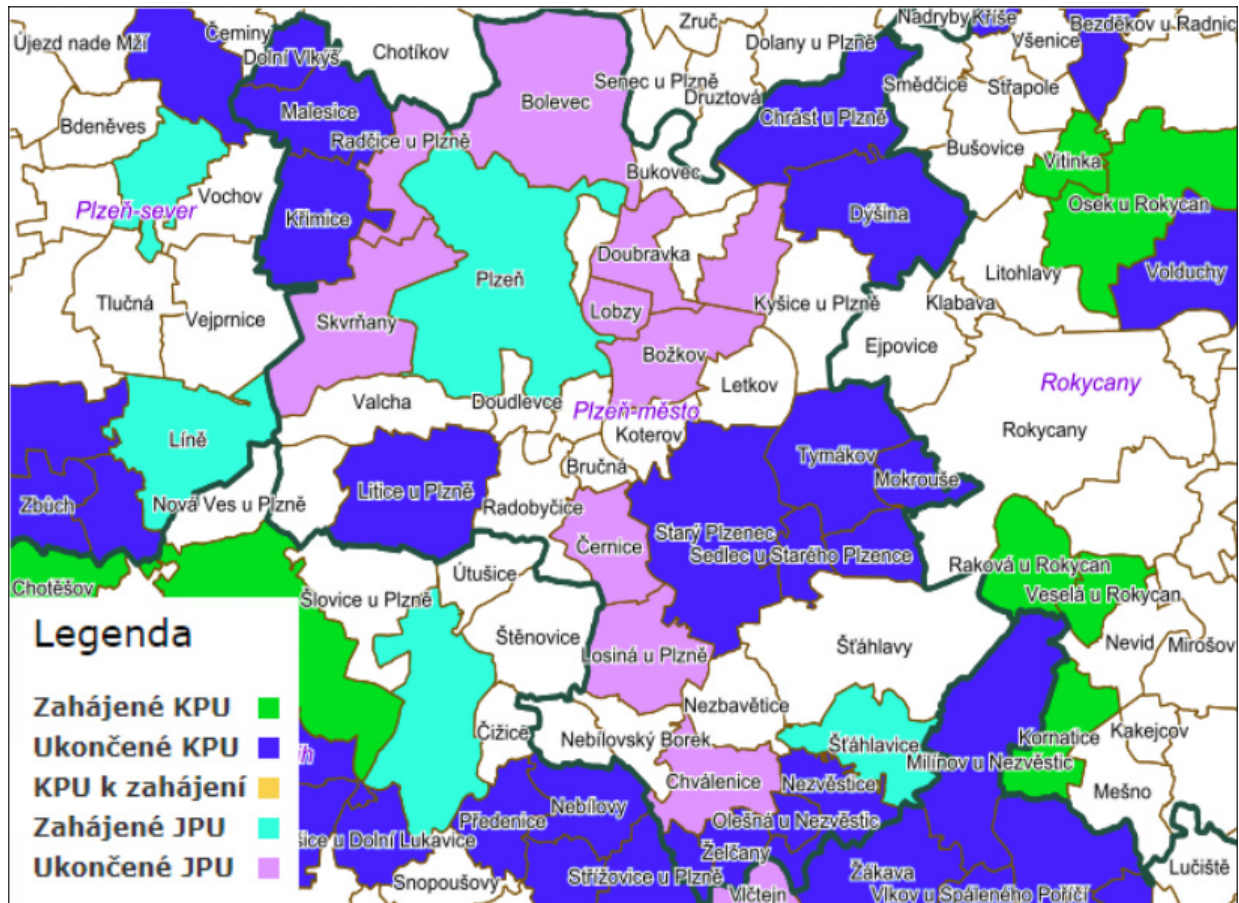 Zruč
Nadryby
Kříše
Bezděkov u Radnic
Újezd nade Mží
Čeminy
Dolní Vlkýš
Chotíkov
Dolany u Plzně
Všenice
Senec u Plzně
Smědčice
Střapole
Bolevec
Druztová
Malesice
Chrást u Plzně
Bdeněves
Radčice u Plzně
Bušovice
Vitinka
Bukovec
Vochov
Osek u Rokycan
Plzeň-sever
Křimice
Dýšina
Doubravka
Litohlavy
Volduchy
Plzeň
Tlučná
Kyšice u Plzně
Klabava
Lobzy
Vejprnice
Skvrňany
Ejpovice
Božkov
Letkov
Rokycany
Valcha
Doudlevce
Plzeň-město
Rokycany
Líně
Koterov
Tymákov
Bručná
Mokrouše
Zbůch
Nová Ves u Plzně
Litice u Plzně
Radobyčice
Starý Plzenec
Sedlec u Starého Plzence
Černice
Raková u Rokycan
Chotěšov
Útušice
Veselá u Rokycan
Šlovice u Plzně
Štěnovice
Losiná u Plzně
Šťáhlavy
Nevid
Mirošov
Nezbavětice
Čižice
Nebílovský Borek
Šťáhlavice
Kornatice
Kakejcov
Milínov u Nezvěstic
Chválenice
Nezvěstice
Mešno
Nebílovy
Předenice
Olešná u Nezvěstic
šice u Dolní Lukavice
Želčany
Lučiště
Snopoušovy
Střížovice u Plzně
Žákava
Vlčtejn
Vlkov u Spáleného Poříčí
ih
Legenda
Zahájené KPU
Ukončené KPU
KPU k zahájení
Zahájené JPU
Ukončené JPU